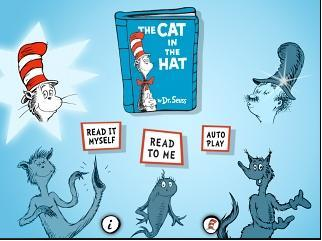 THE CAT
IN
THE
HAT
By Dr. Seuss
READ IT
MYSELF
READ
TO ME
AUTO
PLAY
i